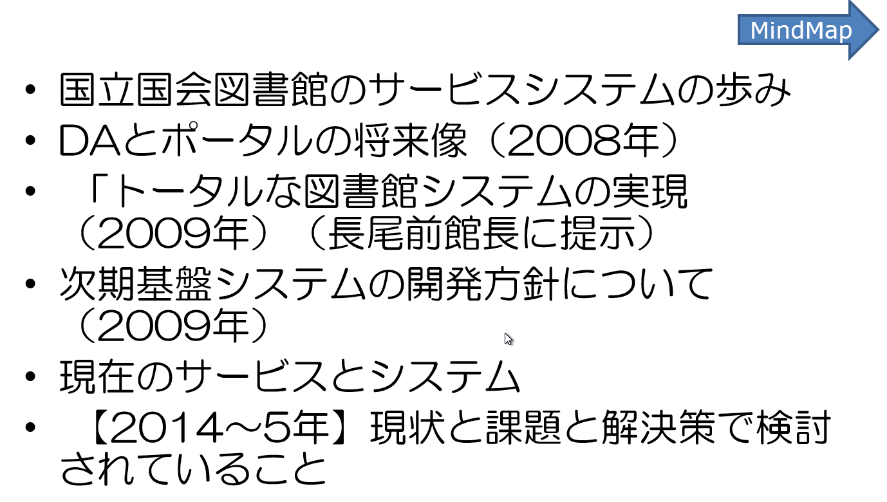 MindMap
• 国立国会図書館のサービスシステムの歩み
• DAとポータルの将来像（2008年）
• 「トータルな図書館システムの実現
（2009年）（長尾前館長に提示）
• 次期基盤システムの開発方針について
（2009年）
• 現在のサービスとシステム
• 【2014～5年】現状と課題と解決策で検討
されていること